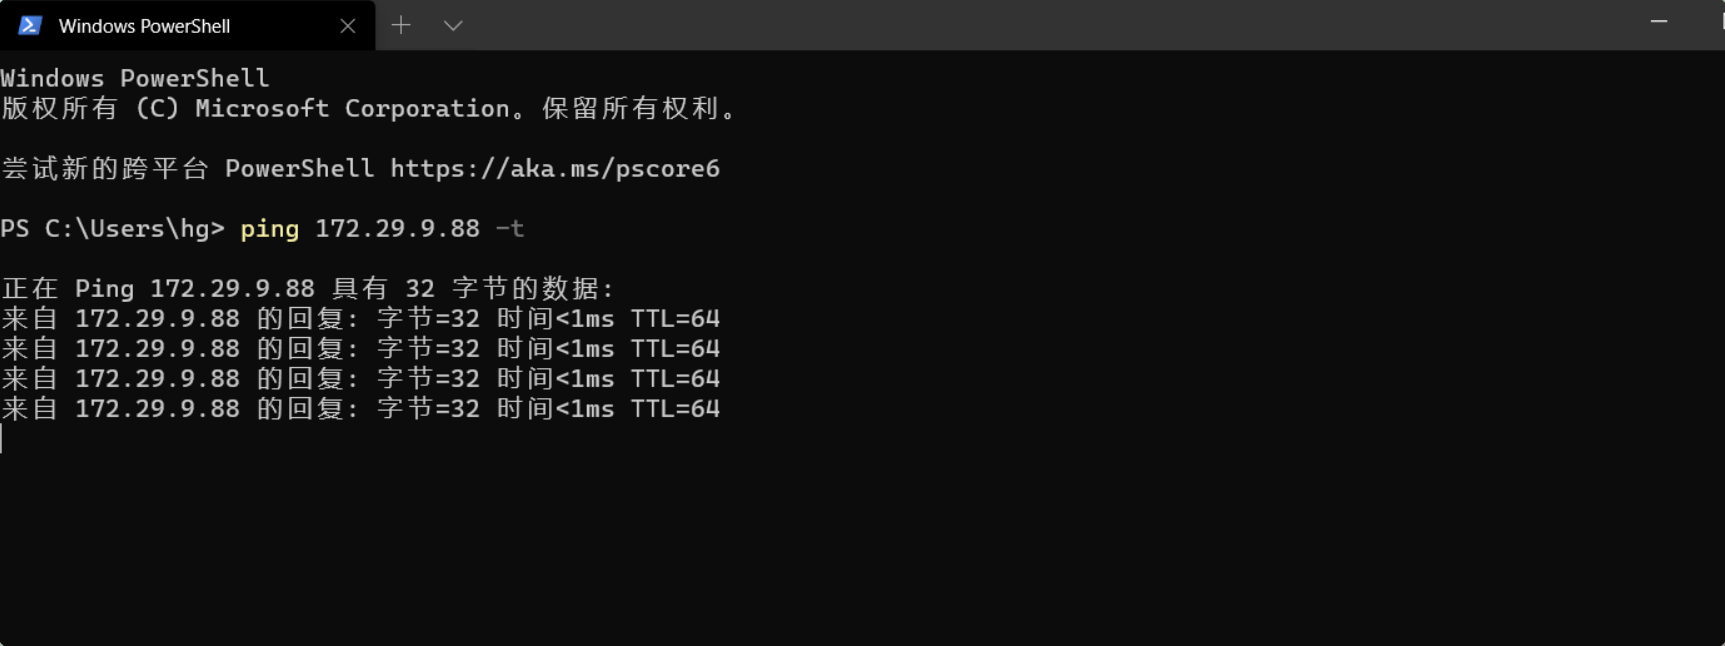 Windows PowerShell
Windows PowerShell
版权所有 (C) Microsoft Corporation。保留所有权利。
尝试新的跨平台 PowerShell https://aka.ms/pscore6
PS C:\Users\hg> ping 172.29.9.88 -t
正在 Ping 172.29.9.88 具有 32 字节的数据:
来自 172.29.9.88 的回复: 字节=32 时间<1ms TTL=64
来自 172.29.9.88 的回复: 字节=32 时间<1ms TTL=64
来自 172.29.9.88 的回复: 字节=32 时间<1ms TTL=64
来自 172.29.9.88 的回复: 字节=32 时间<1ms TTL=64